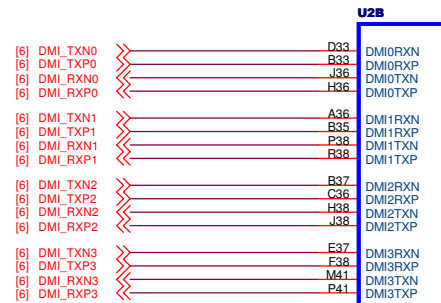 U2B
[6] DMI_TXN0 D33 DMI0RXN
[6] DMI_TXP0 B33 DMI0RXP
[6] DMI_RXN0 J36 DMI0TXN
[6] DMI_RXP0 H36 DMI0TXP
[6] DMI_TXN1 A36 DMI1RXN
[6] DMI_TXP1 B35 DMI1RXP
[6] DMI_RXN1 P38 DMI1TXN
[6] DMI_RXP1 R38 DMI1TXP
[6] DMI_TXN2 B37 DMI2RXN
[6] DMI_TXP2 C36 DMI2RXP
[6] DMI_RXN2 H38 DMI2TXN
[6] DMI_RXP2 J38 DMI2TXP
[6] DMI_TXN3 E37 DMI3RXN
[6] DMI_TXP3 F38 DMI3RXP
[6] DMI_RXN3 M41 DMI3TXN
[6] DMI_RXP3 P41 DMI3TXP